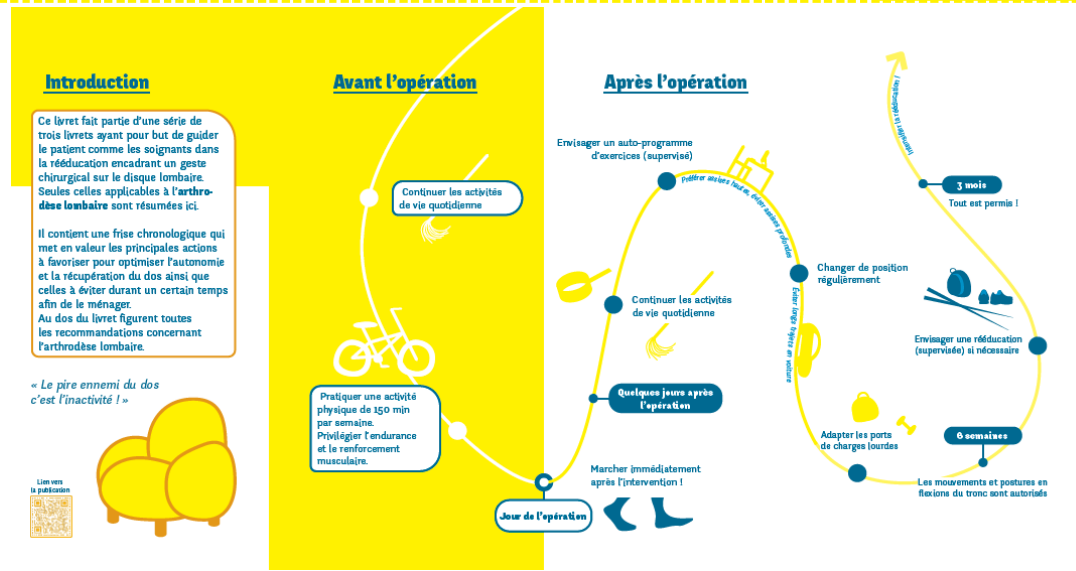 Introduction
Ce livret fait partie d'une série de
trois livrets ayant pour but de guider
le patient comme les soignants dans
la rééducation encadrant un geste
chirurgical sur le disque lombaire.
Seules celles applicables à l'arthro-
dèse lombaire sont résumées ici.
Il contient une frise chronologique qui
met en valeur les principales actions
à favoriser pour optimiser l'autonomie
et la récupération du dos ainsi que
celles à éviter durant un certain temps
afin de le ménager.
Au dos du livret figurent toutes
les recommandations concernant
l'arthrodèse lombaire.
« Le pire ennemi du dos
c'est l'inactivité ! »
Lien vers
la publication
Avant l'opération
Continuer les activités
de vie quotidienne
Pratiquer une activité
physique de 150 min
par semaine.
Privilégier l'endurance
et le renforcement
musculaire.
Jour de l'opération
Après l'opération
Marcher immédiatement
après l'intervention !
Quelques jours après
l'opération
Continuer les activités
de vie quotidienne
Envisager un auto-programme
d'exercices (supervisé)
Préférer assises hautes, éviter assises profondes
Changer de position
régulièrement
Éviter longs trajets en voiture
Adapter les ports
de charges lourdes
6 semaines
Les mouvements et postures en
flexions du tronc sont autorisés
Envisager une rééducation
(supervisée) si nécessaire
3 mois
Tout est permis !
Intensifier la rééducation !